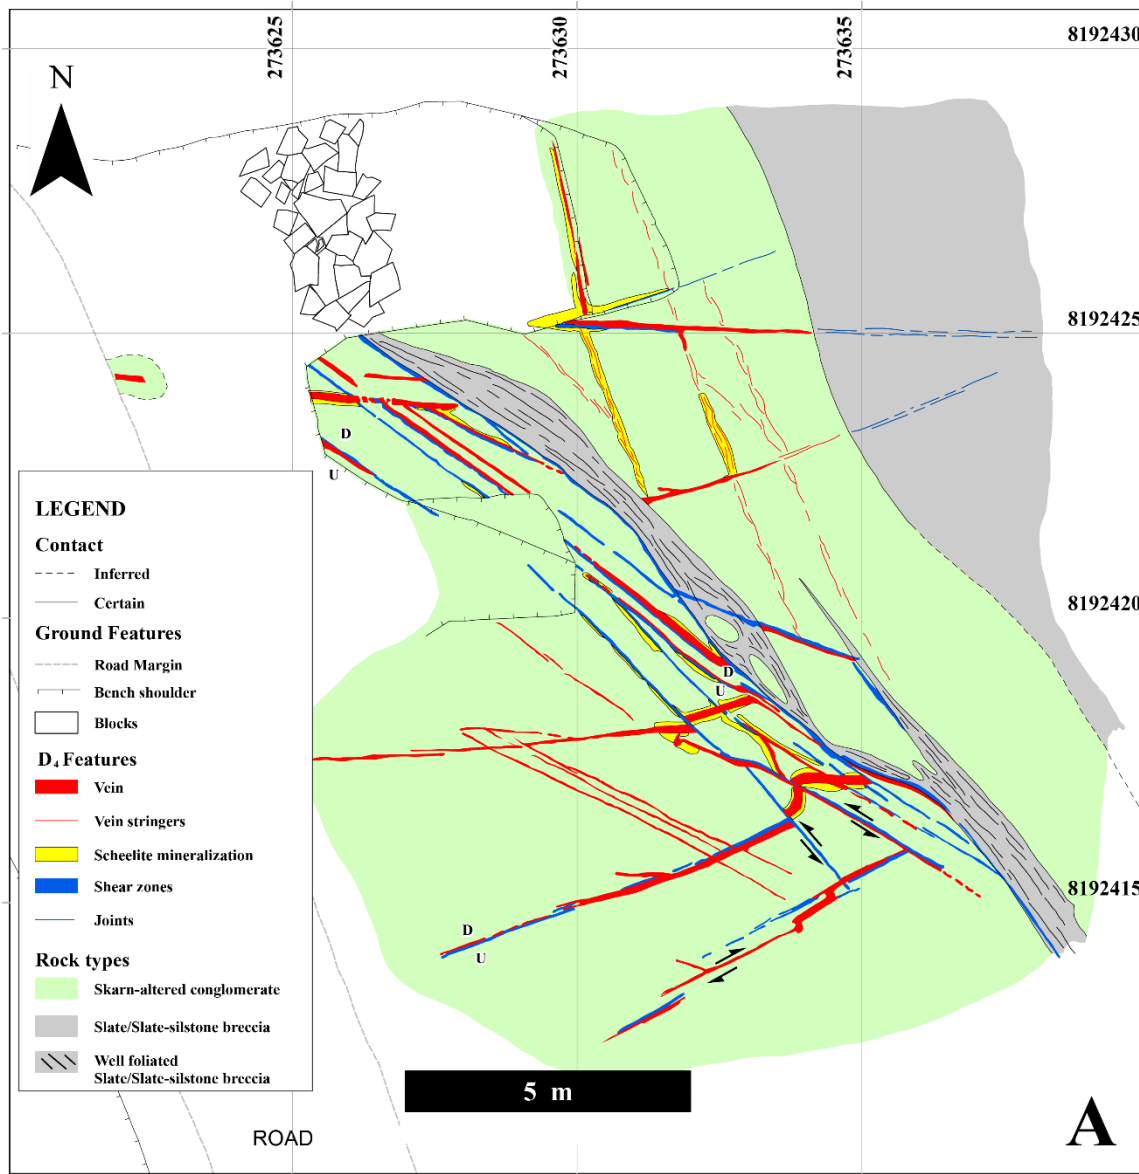 273625
273630
273635
8192430
N
8192425
D
U
8192420
D
U
8192415
D
U
LEGEND
Contact
Inferred
Certain
Ground Features
Road Margin
Bench shoulder
Blocks
D4 Features
Vein
Vein stringers
Scheelite mineralization
Shear zones
Joints
Rock types
Skarn-altered conglomerate
Slate/Slate-silstone breccia
Well foliated
Slate/Slate-silstone breccia
5 m
ROAD
A